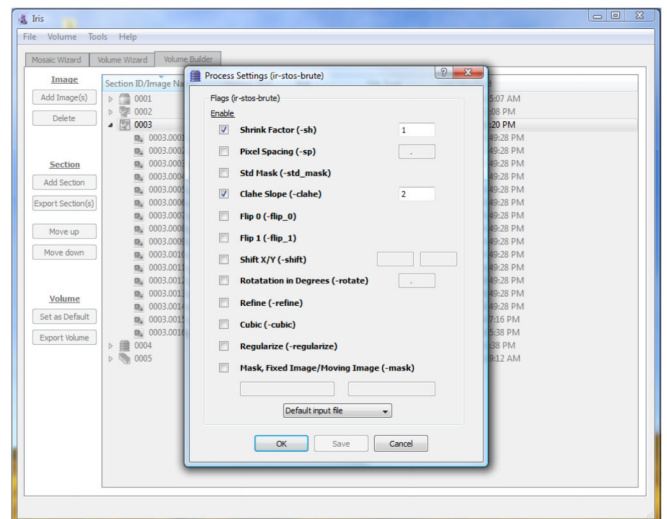 Iris
File Volume Tools Help
Mosaic Wizard Volume Wizard Volume Builder
Image
Add Image(s)
Delete
Section
Add Section
Export Section(s)
Move up
Move down
Volume
Set as Default
Export Volume
Section ID/Image Na
0001 5:07 AM
0002 :08 PM
0003 :20 PM
0003.0001 49:28 PM
0003.0002 49:28 PM
0003.0003 49:28 PM
0003.0004 49:28 PM
0003.0005 49:28 PM
0003.0006 49:28 PM
0003.0007 49:28 PM
0003.0008 49:28 PM
0003.0009 49:28 PM
0003.0010 49:28 PM
0003.0011 49:28 PM
0003.0012 49:28 PM
0003.0013 49:28 PM
0003.0014 49:28 PM
0003.0015 7:16 PM
0003.0016 5:38 PM
0004 :38 PM
0005 9:12 AM
Process Settings (ir-stos-brute)
Flags (ir-stos-brute)
Enable
Shrink Factor (-sh) 1
Pixel Spacing (-sp) .
Std Mask (-std_mask)
Clahe Slope (-clahe) 2
Flip 0 (-flip_0)
Flip 1 (-flip_1)
Shift X/Y (-shift)
Rotatation in Degrees (-rotate) .
Refine (-refine)
Cubic (-cubic)
Regularize (-regularize)
Mask, Fixed Image/Moving Image (-mask)
Default input file
OK Save Cancel